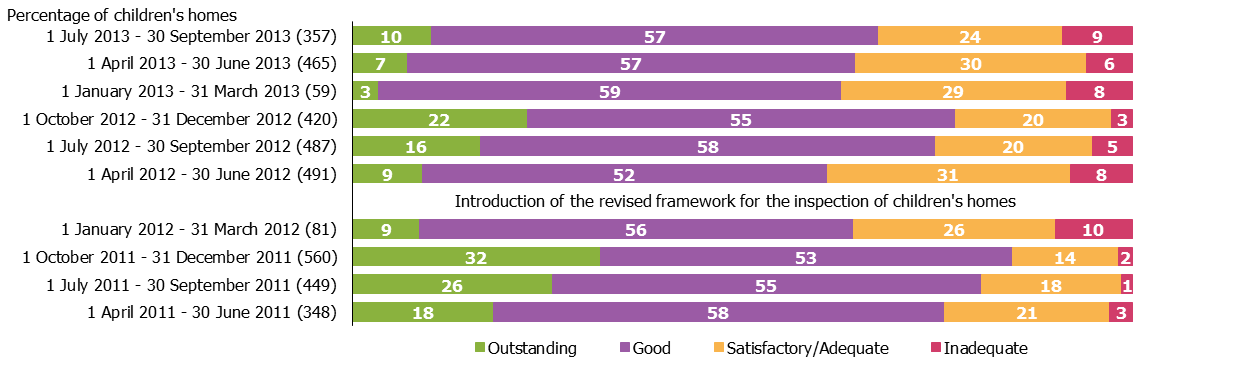 Percentage of children's homes
1 July 2013 - 30 September 2013 (357) 10 57 24 9
1 April 2013 - 30 June 2013 (465) 7 57 30 6
1 January 2013 - 31 March 2013 (59) 3 59 29 8
1 October 2012 - 31 December 2012 (420) 22 55 20 3
1 July 2012 - 30 September 2012 (487) 16 58 20 5
1 April 2012 - 30 June 2012 (491) 9 52 31 8
Introduction of the revised framework for the inspection of children's homes
1 January 2012 - 31 March 2012 (81) 9 56 26 10
1 October 2011 - 31 December 2011 (560) 32 53 14 2
1 July 2011 - 30 September 2011 (449) 26 55 18 1
1 April 2011 - 30 June 2011 (348) 18 58 21 3
Outstanding Good Satisfactory/Adequate Inadequate